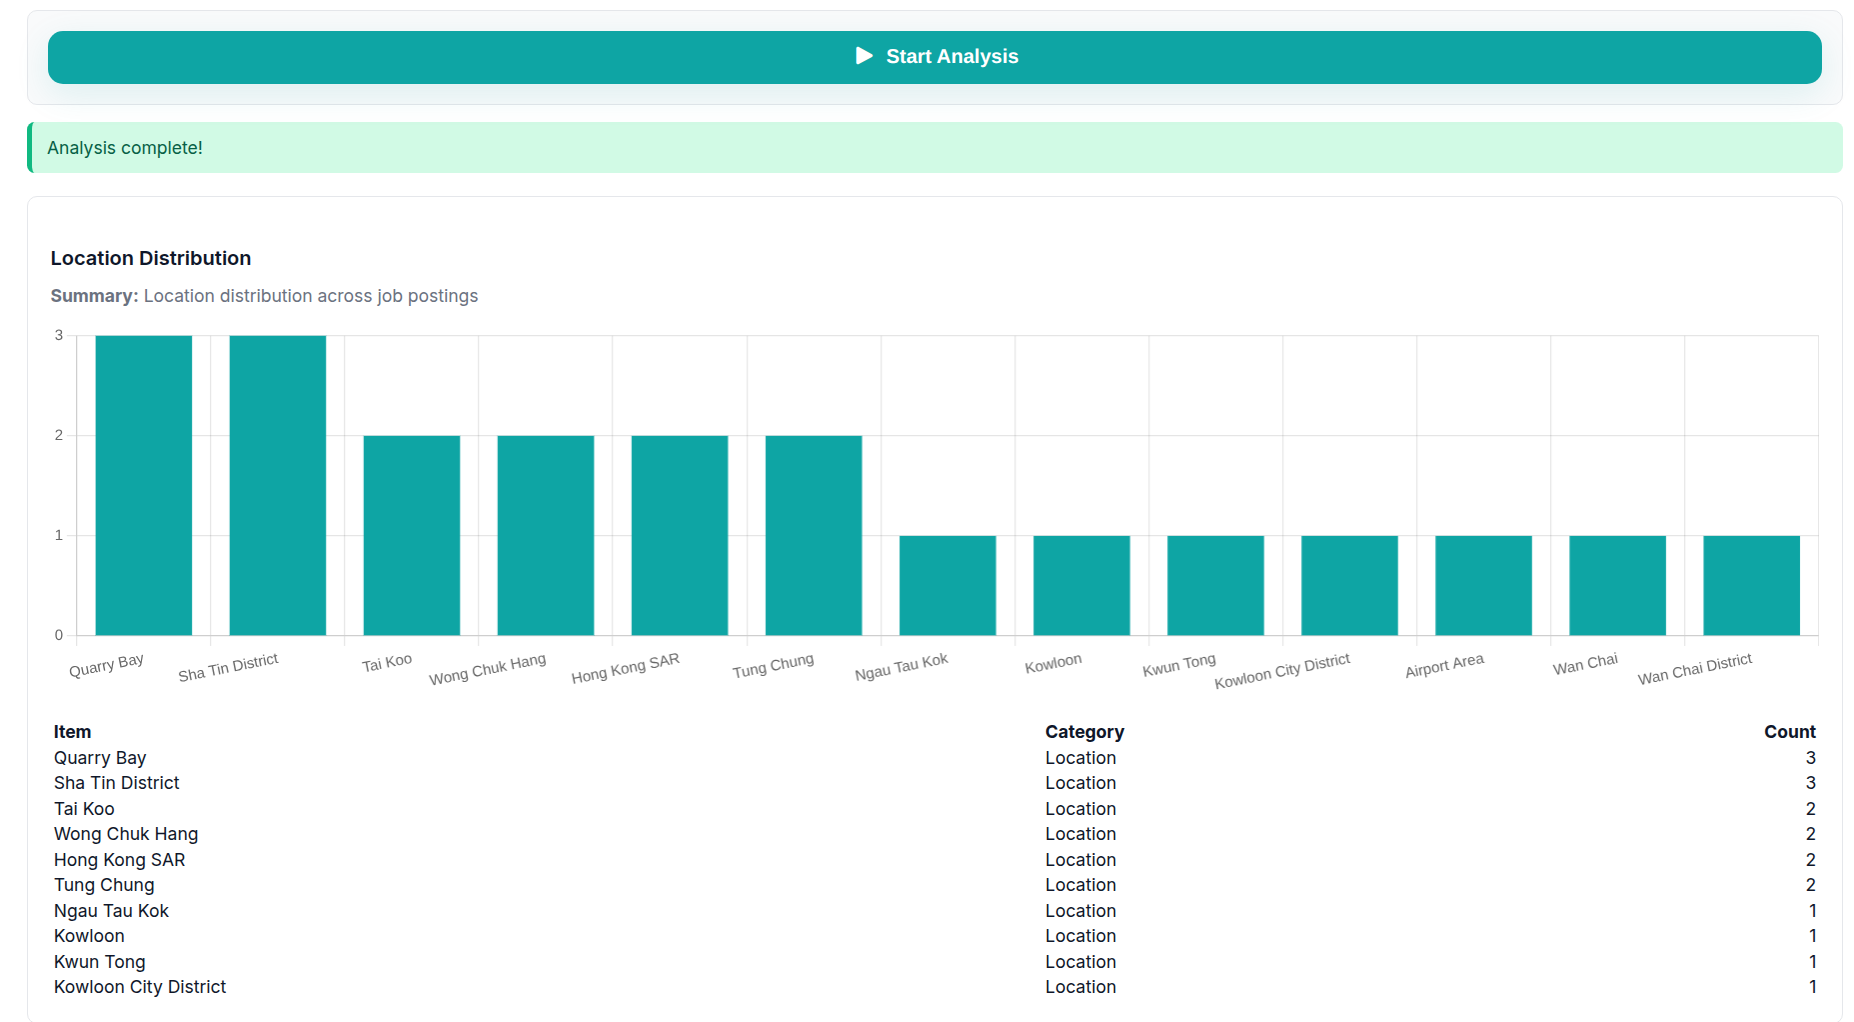 Start Analysis
Analysis complete!
Location Distribution
Summary: Location distribution across job postings
3
2
1
0
Quarry Bay
Sha Tin District
Tai Koo
Wong Chuk Hang
Hong Kong SAR
Tung Chung
Ngau Tau Kok
Kowloon
Kwun Tong
Kowloon City District
Airport Area
Wan Chai
Wan Chai District
Item Category Count
Quarry Bay Location 3
Sha Tin District Location 3
Tai Koo Location 2
Wong Chuk Hang Location 2
Hong Kong SAR Location 2
Tung Chung Location 2
Ngau Tau Kok Location 1
Kowloon Location 1
Kwun Tong Location 1
Kowloon City District Location 1